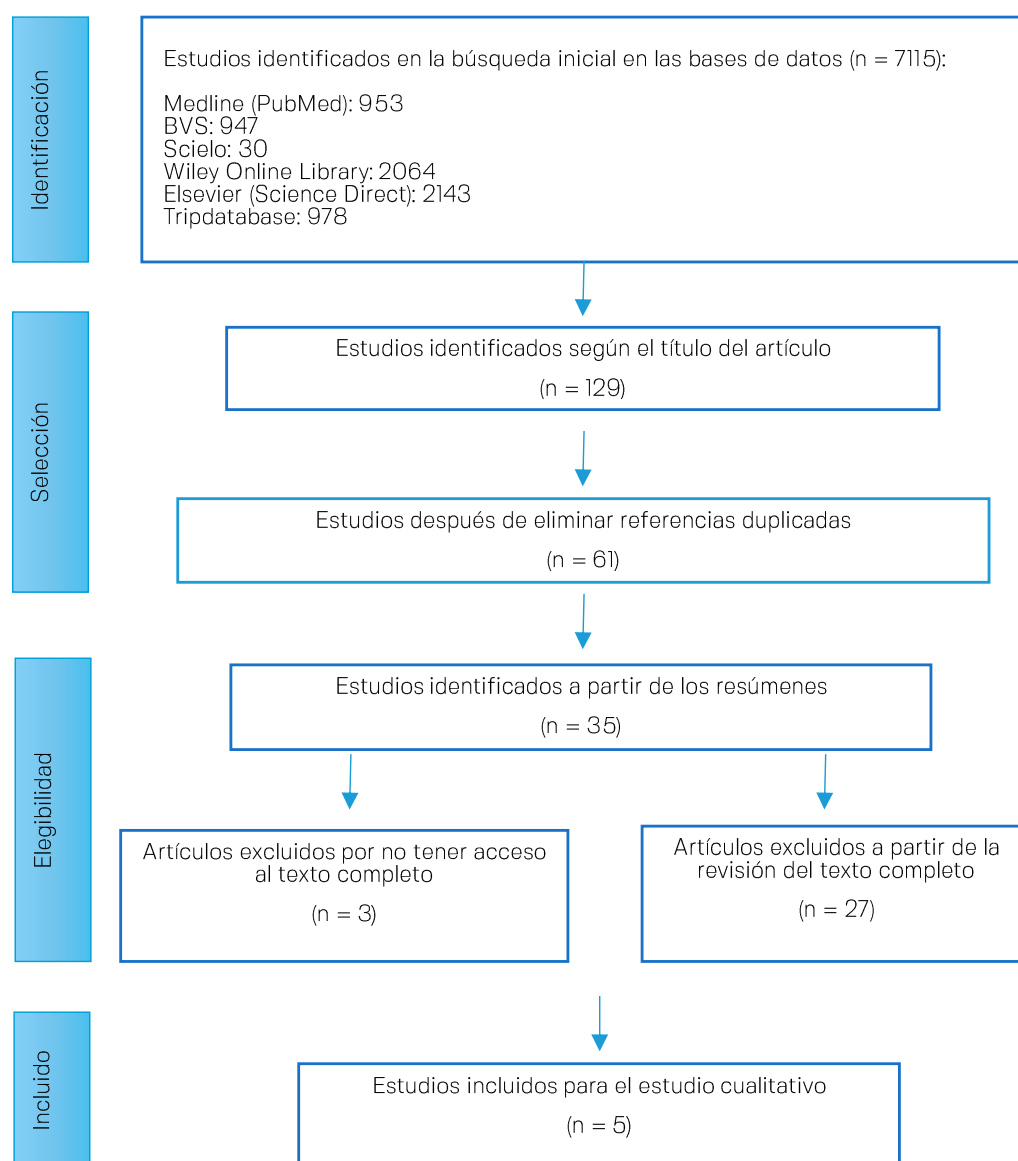 Identificación
Estudios identificados en la búsqueda inicial en las bases de datos (n = 7115):
Medline (PubMed): 953
BVS: 947
Scielo: 30
Wiley Online Library: 2064
Elsevier (Science Direct): 2143
Tripdatabase: 978
Selección
Estudios identificados según el título del artículo
(n = 129)
Estudios después de eliminar referencias duplicadas
(n = 61)
Elegibilidad
Estudios identificados a partir de los resúmenes
(n = 35)
Artículos excluidos por no tener acceso
al texto completo
(n = 3)
Artículos excluidos a partir de la
revisión del texto completo
(n = 27)
Incluido
Estudios incluidos para el estudio cualitativo
(n = 5)